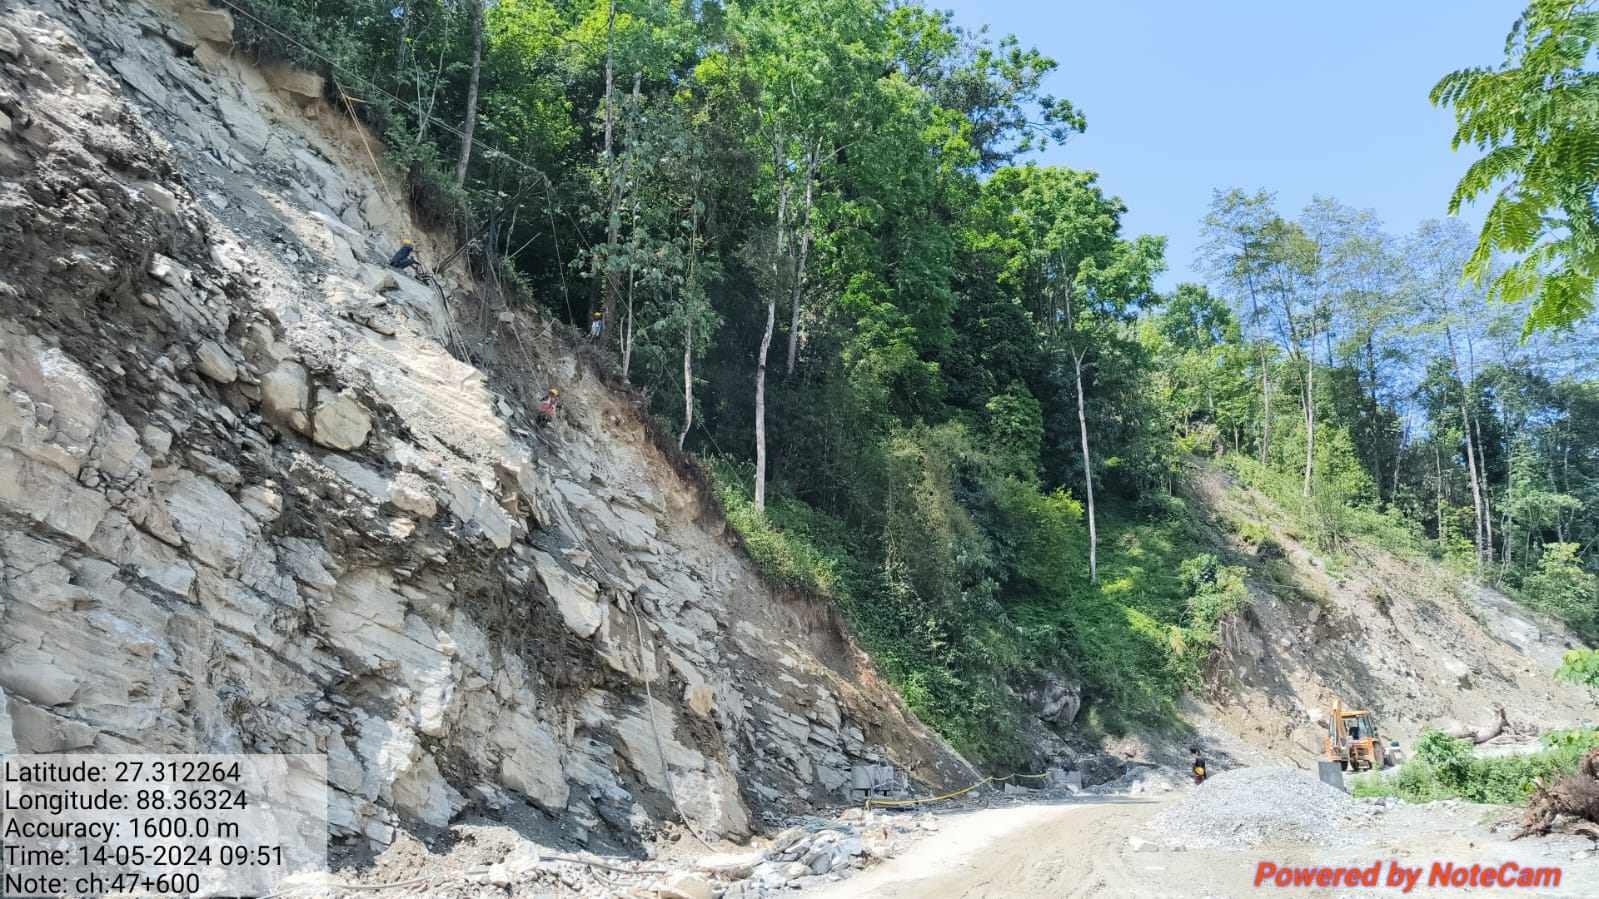 Latitude: 27.312264
Longitude: 88.36324
Accuracy: 1600.0 m
Time: 14-05-2024 09:51
Note: ch:47+600
Powered by NoteCam